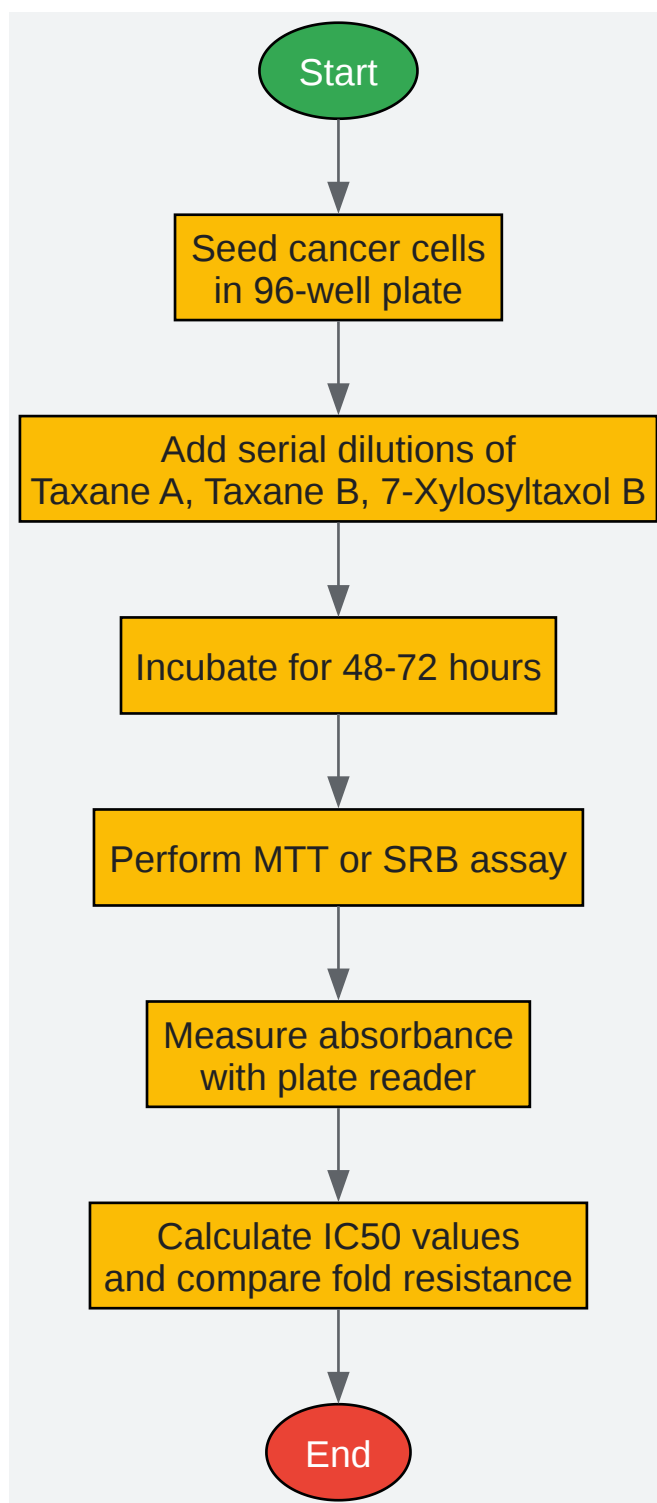 Start
Seed cancer cells
in 96-well plate
Add serial dilutions of
Taxane A, Taxane B, 7-Xylosyltaxol B
Incubate for 48-72 hours
Perform MTT or SRB assay
Measure absorbance
with plate reader
Calculate IC50 values
and compare fold resistance
End